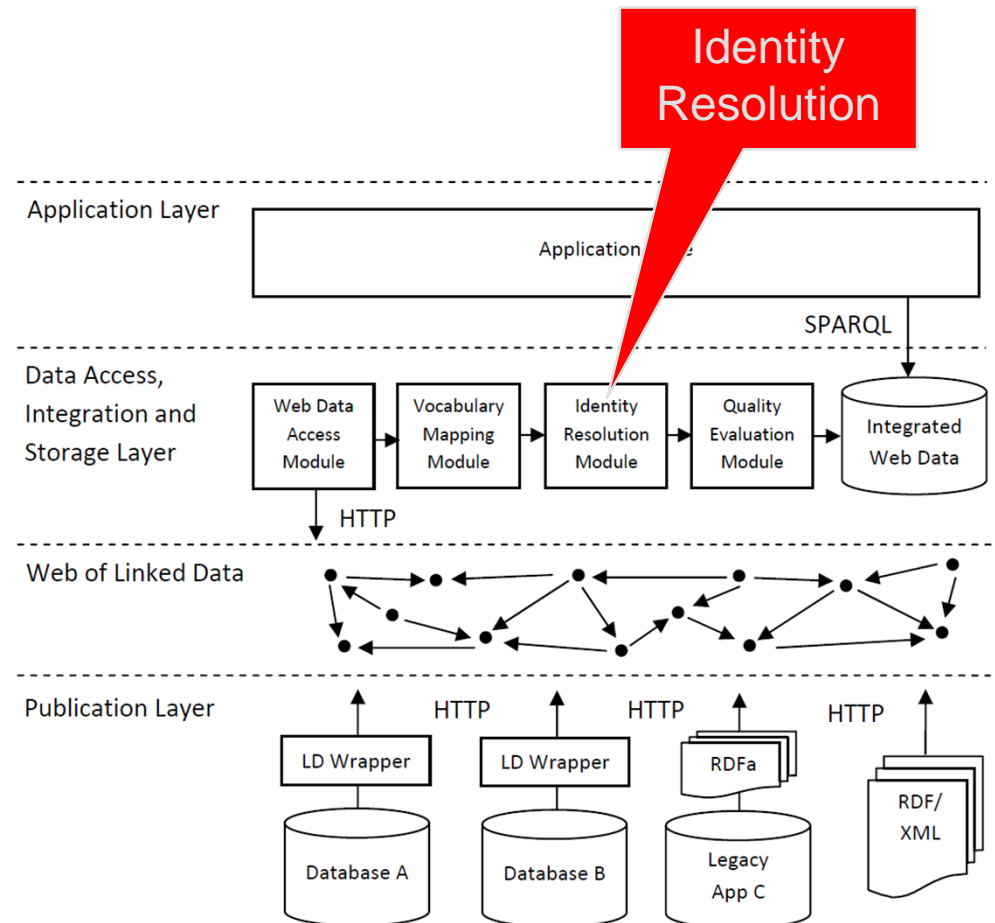 Identity
Resolution
Application Layer
Application
SPARQL
Data Access,
Integration and
Storage Layer
Web Data
Access
Module
Vocabulary
Mapping
Module
Identity
Resolution
Module
Quality
Evaluation
Module
Integrated
Web Data
HTTP
Web of Linked Data
Publication Layer
HTTP
HTTP
HTTP
LD Wrapper
LD Wrapper
RDFa
RDF/
XML
Database A
Database B
Legacy
App C